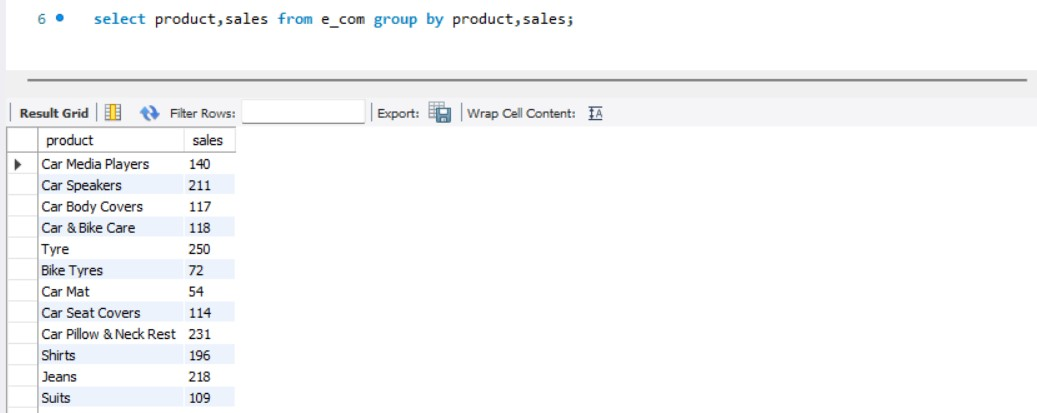 6 select product,sales from e_com group by product,sales;
Result Grid Filter Rows: Export: Wrap Cell Content:
product sales
Car Media Players 140
Car Speakers 211
Car Body Covers 117
Car & Bike Care 118
Tyre 250
Bike Tyres 72
Car Mat 54
Car Seat Covers 114
Car Pillow & Neck Rest 231
Shirts 196
Jeans 218
Suits 109